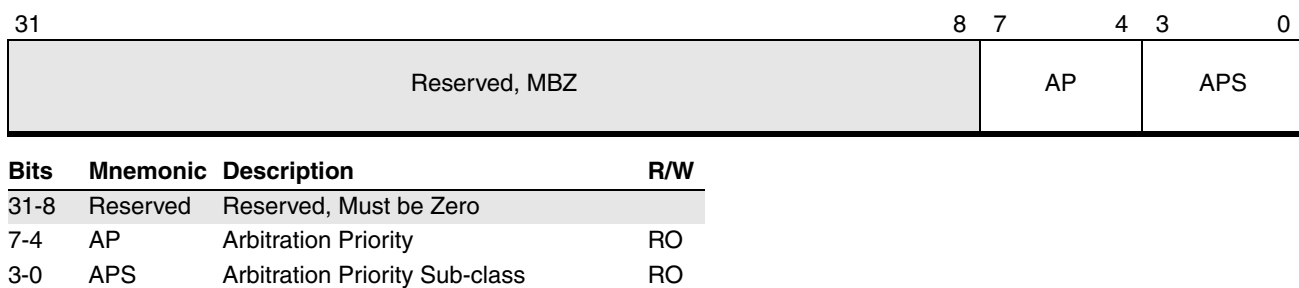 31 8 7 4 3 0
Reserved, MBZ AP APS
Bits Mnemonic Description R/W
31-8 Reserved Reserved, Must be Zero
7-4 AP Arbitration Priority RO
3-0 APS Arbitration Priority Sub-class RO